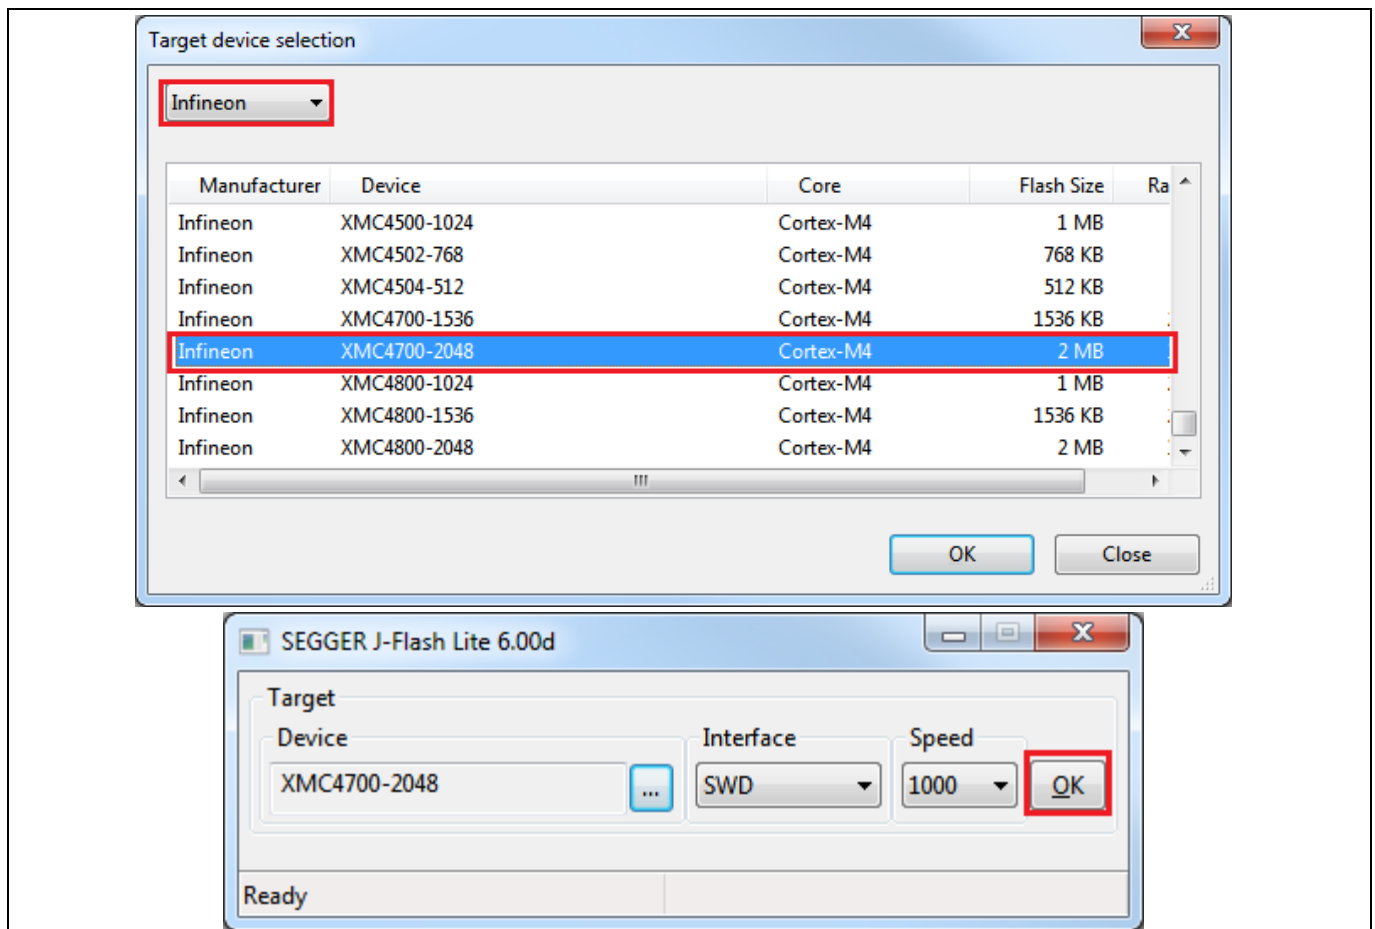 Target device selection
Infineon
Manufacturer Device Core Flash Size Ra
Infineon XMC4500-1024 Cortex-M4 1 MB
Infineon XMC4502-768 Cortex-M4 768 KB
Infineon XMC4504-512 Cortex-M4 512 KB
Infineon XMC4700-1536 Cortex-M4 1536 KB
Infineon XMC4700-2048 Cortex-M4 2 MB
Infineon XMC4800-1024 Cortex-M4 1 MB
Infineon XMC4800-1536 Cortex-M4 1536 KB
Infineon XMC4800-2048 Cortex-M4 2 MB
OK Close
SEGGER J-Flash Lite 6.00d
Target
Device Interface Speed
XMC4700-2048 ... SWD 1000 OK
Ready